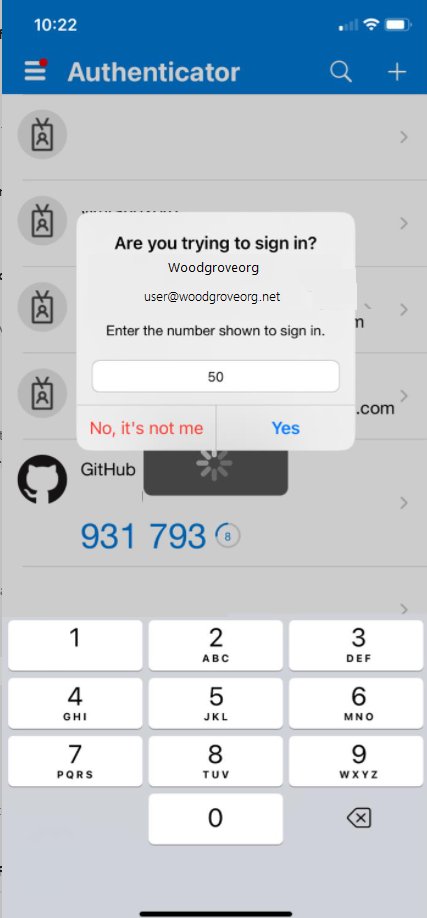 10:22
Authenticator
Are you trying to sign in?
Woodgroveorg
user@woodgroveorg.net
Enter the number shown to sign in.
50
No, it's not me
Yes
m
.com
GitHub
931 793
8
1
2
ABC
3
DEF
4
GHI
5
JKL
6
MNO
7
PQRS
8
TUV
9
WXYZ
0